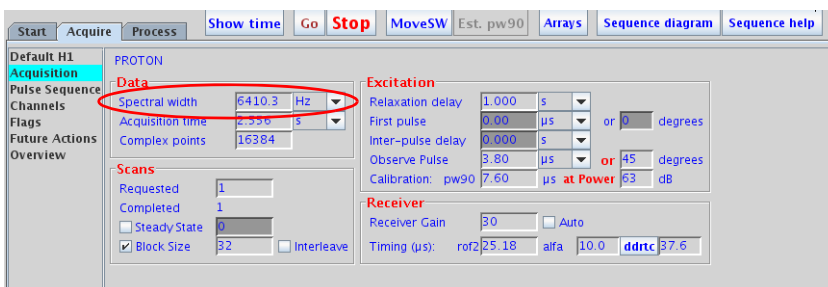 Start Acquire Process Show time Go Stop MoveSW Est. pw90 Arrays Sequence diagram Sequence help
Default H1
Acquisition
Pulse Sequence
Channels
Flags
Future Actions
Overview
PROTON
Data
Spectral width 6410.3 Hz
Acquisition time 2.556 s
Complex points 16384
Scans
Requested 1
Completed 1
Steady State 0
Block Size 32 Interleave
Excitation
Relaxation delay 1.000 s
First pulse 0.00 µs or 0 degrees
Inter-pulse delay 0.000 s
Observe Pulse 3.80 µs or 45 degrees
Calibration: pw90 7.60 µs at Power 63 dB
Receiver
Receiver Gain 30 Auto
Timing (µs): rof2 25.18 alfa 10.0 ddrtc 37.6